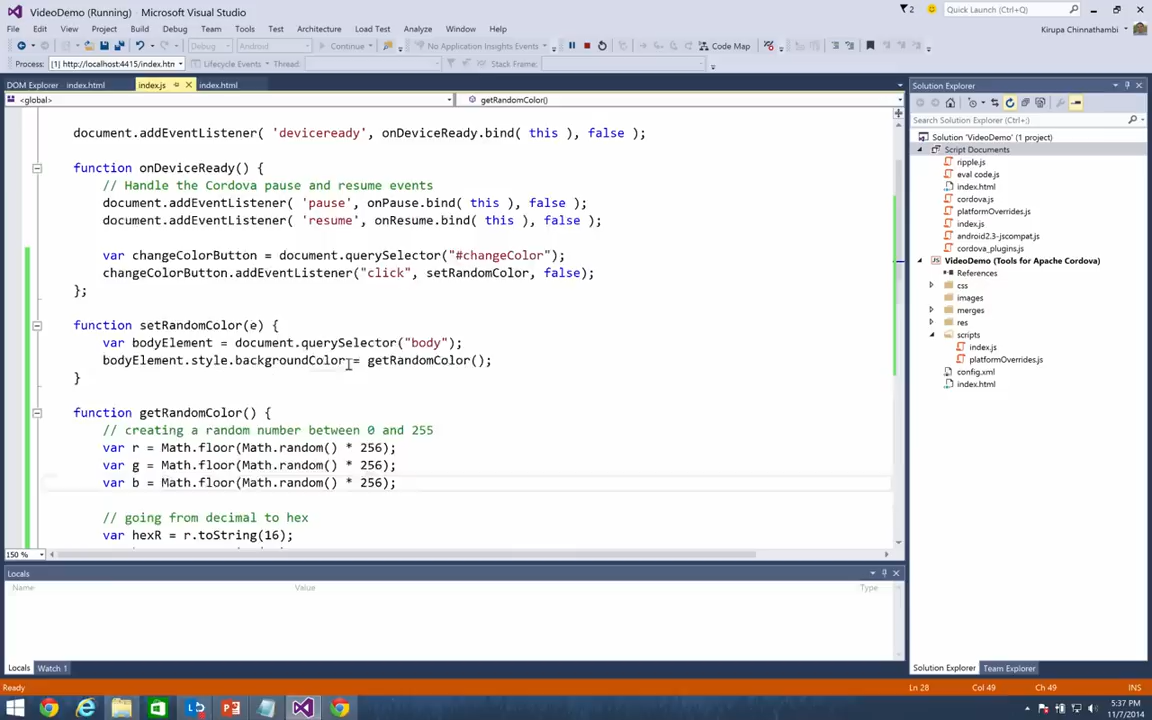 VideoDemo (Running) - Microsoft Visual Studio
2
Quick Launch (Ctrl+;)
File Edit View Project Build Debug Team Tools Test Architecture Load Test Analyze Window Help
Kirupa Chinnathambi
Debug Android Continue No Application Insights Events Code Map
Process: [1] http://localhost:4415/index.htn Lifecycle Events Thread: Stack Frame:
DOM Explorer index.html index.js index.html
<global> getRandomColor()
document.addEventListener( 'deviceready', onDeviceReady.bind( this ), false );
function onDeviceReady() {
// Handle the Cordova pause and resume events
document.addEventListener( 'pause', onPause.bind( this ), false );
document.addEventListener( 'resume', onResume.bind( this ), false );
var changeColorButton = document.querySelector("#changeColor");
changeColorButton.addEventListener("click", setRandomColor, false);
};
function setRandomColor(e) {
var bodyElement = document.querySelector("body");
bodyElement.style.backgroundColor = getRandomColor();
}
function getRandomColor() {
// creating a random number between 0 and 255
var r = Math.floor(Math.random() * 256);
var g = Math.floor(Math.random() * 256);
var b = Math.floor(Math.random() * 256);
// going from decimal to hex
var hexR = r.toString(16);
150 %
Locals
Name Value Type
Locals Watch 1
Solution Explorer
Search Solution Explorer (Ctrl+;)
Solution 'VideoDemo' (1 project)
Script Documents
ripple.js
eval code.js
index.html
cordova.js
platformOverrides.js
index.js
android2.3-jscompat.js
cordova_plugins.js
VideoDemo (Tools for Apache Cordova)
References
css
images
merges
res
scripts
index.js
platformOverrides.js
config.xml
index.html
Solution Explorer Team Explorer
Ready Ln 28 Col 49 Ch 49 INS
5:37 PM
11/7/2014